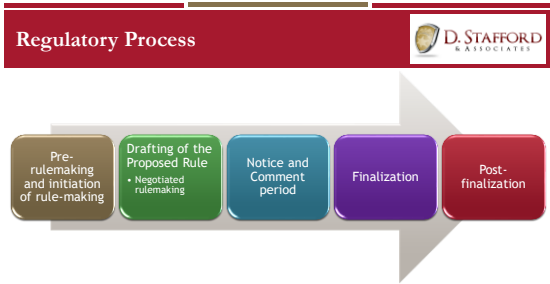 Regulatory Process
D. STAFFORD
& ASSOCIATES
Pre-
rulemaking
and initiation
of rule-making
Drafting of the
Proposed Rule
• Negotiated
rulemaking
Notice and
Comment
period
Finalization
Post-
finalization